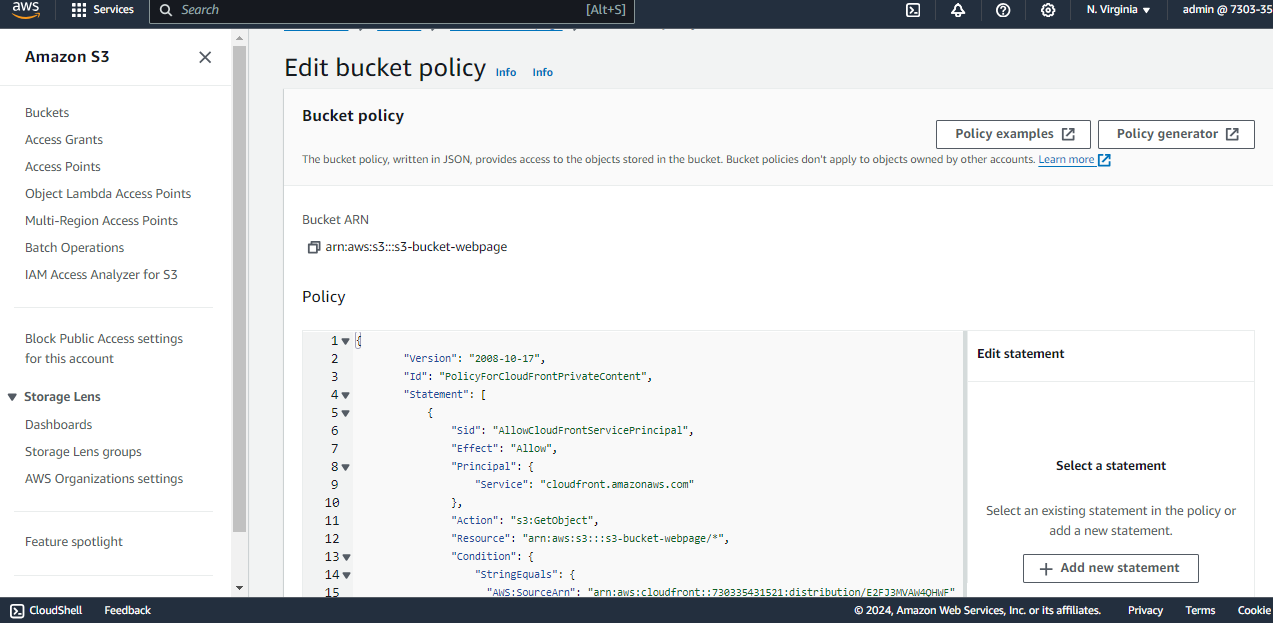 aws
Services
Search
[Alt+S]
N. Virginia
admin @ 7303-35
Amazon S3
Buckets
Access Grants
Access Points
Object Lambda Access Points
Multi-Region Access Points
Batch Operations
IAM Access Analyzer for S3
Block Public Access settings
for this account
Storage Lens
Dashboards
Storage Lens groups
AWS Organizations settings
Feature spotlight
Edit bucket policy Info Info
Bucket policy
Policy examples
Policy generator
The bucket policy, written in JSON, provides access to the objects stored in the bucket. Bucket policies don't apply to objects owned by other accounts. Learn more
Bucket ARN
arn:aws:s3:::s3-bucket-webpage
Policy
1 {
2 "Version": "2008-10-17",
3 "Id": "PolicyForCloudFrontPrivateContent",
4 "Statement": [
5 {
6 "Sid": "AllowCloudFrontServicePrincipal",
7 "Effect": "Allow",
8 "Principal": {
9 "Service": "cloudfront.amazonaws.com"
10 },
11 "Action": "s3:GetObject",
12 "Resource": "arn:aws:s3:::s3-bucket-webpage/*",
13 "Condition": {
14 "StringEquals": {
15 "AWS:SourceArn": "arn:aws:cloudfront::730335431521:distribution/E2FJ3MVAW4QHWF"
Edit statement
Select a statement
Select an existing statement in the policy or
add a new statement.
+ Add new statement
CloudShell
Feedback
© 2024, Amazon Web Services, Inc. or its affiliates.
Privacy
Terms
Cookie